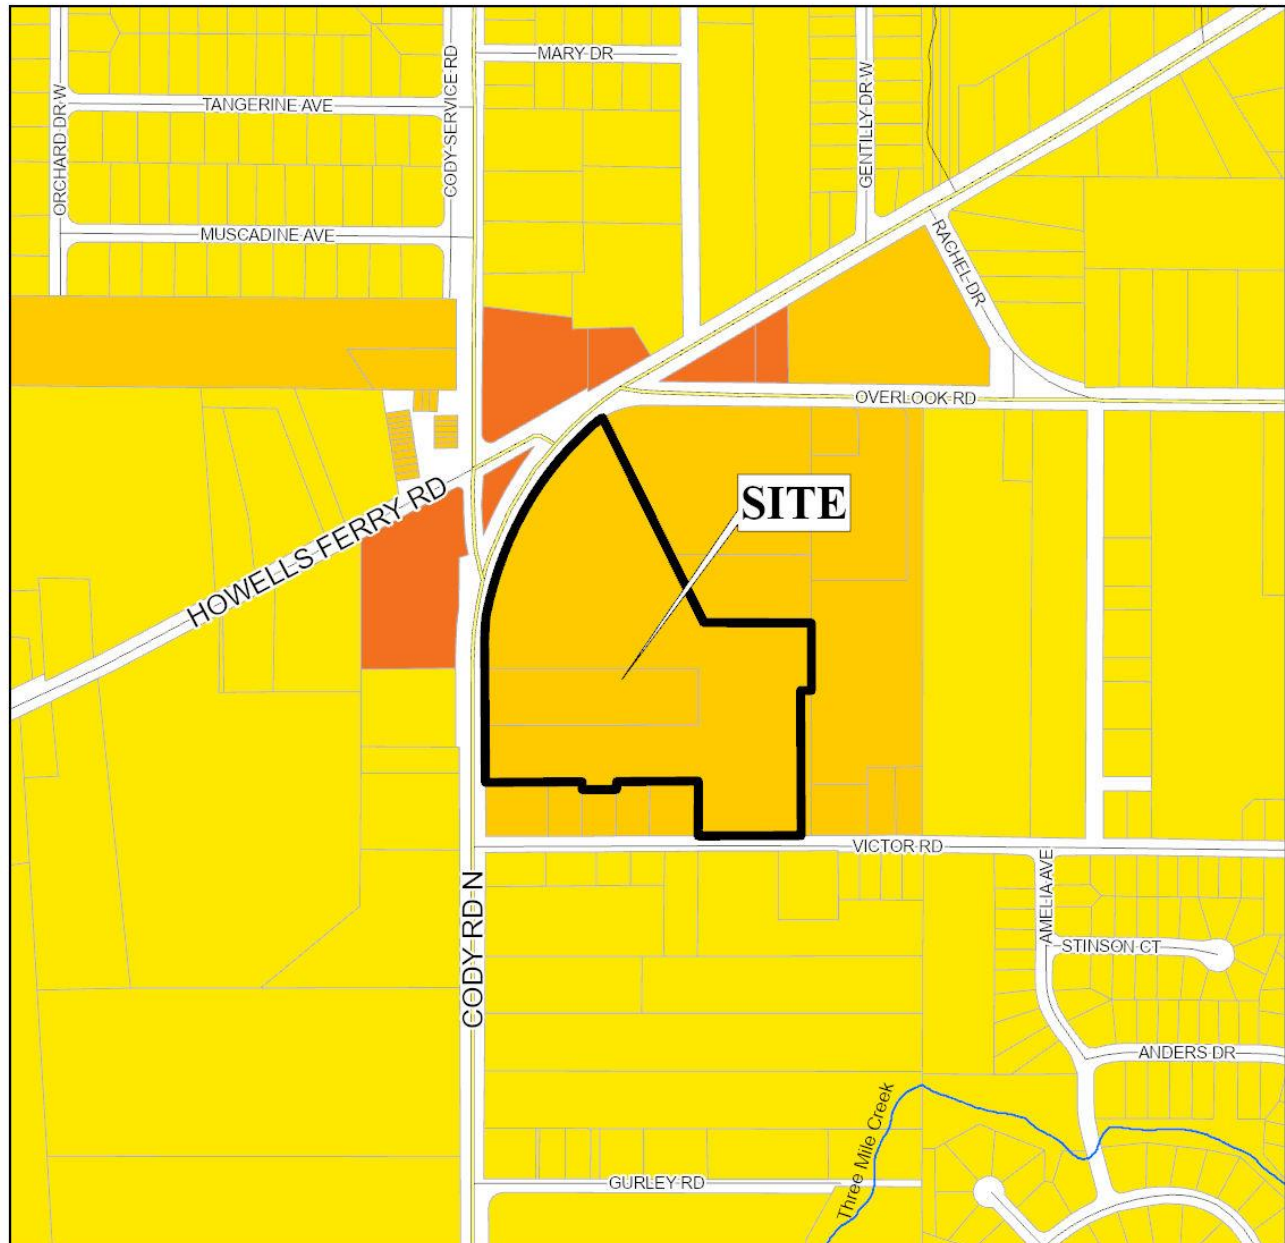 MARY DR
TANGERINE AVE
ORCHARD DR W
CODY SERVICE RD
GENTILLY DR W
MUSCADINE AVE
RACHEL DR
OVERLOOK RD
SITE
HOWELLS FERRY RD
VICTOR RD
CODY RD N
AMELIA AVE
STINSON CT
ANDERS DR
Three Mile Creek
GURLEY RD